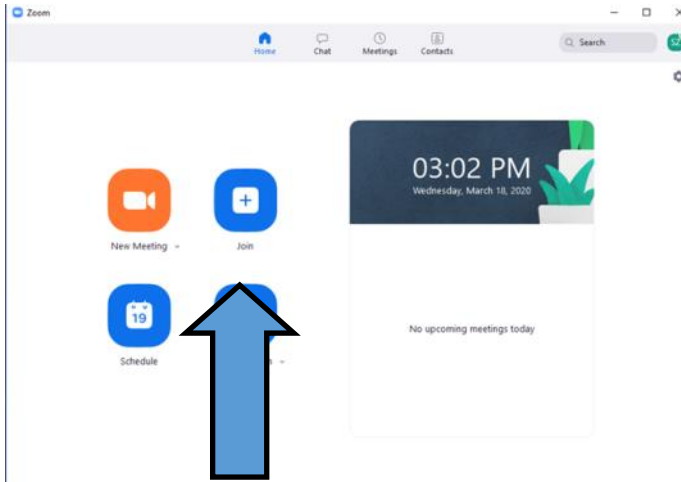 Zoom
Home
Chat
Meetings
Contacts
Search
SZ
03:02 PM
Wednesday, March 18, 2020
New Meeting
Join
19
Schedule
No upcoming meetings today